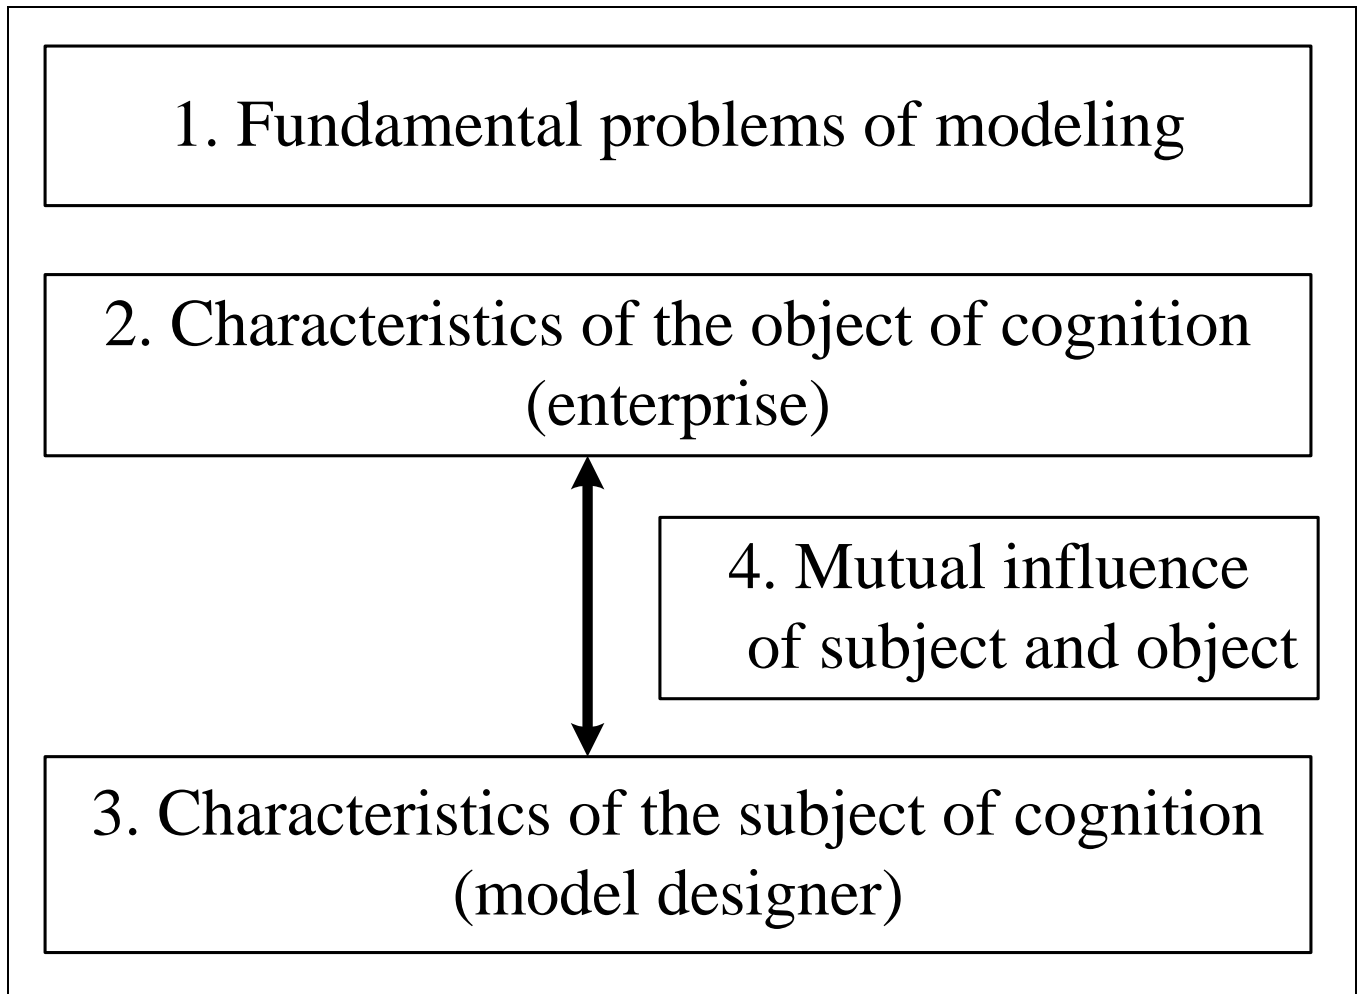 1. Fundamental problems of modeling
2. Characteristics of the object of cognition
(enterprise)
4. Mutual influence
of subject and object
3. Characteristics of the subject of cognition
(model designer)